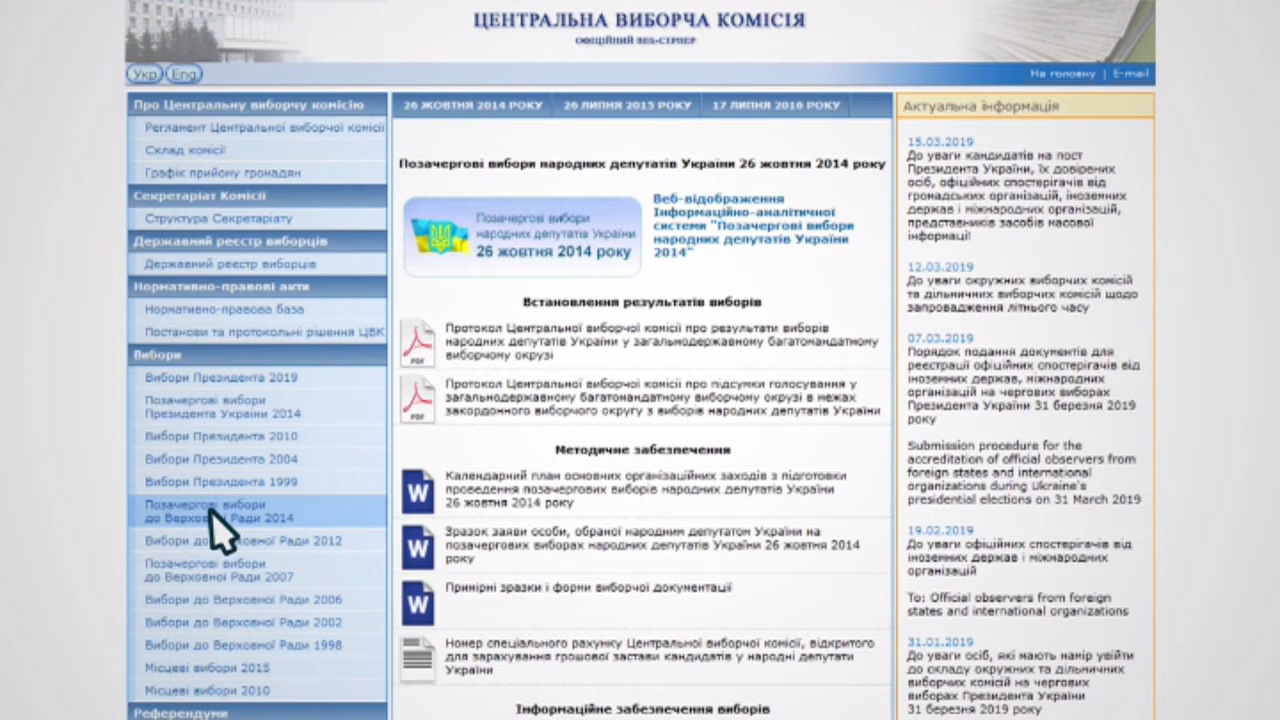 ЦЕНТРАЛЬНА ВИБОРЧА КОМІСІЯ
ОФІЦІЙНИЙ ВЕБ-СЕРВЕР
Укр Eng
На головну | E-mail
Про Центральну виборчу комісію
Регламент Центральної виборчої комісії
Склад комісії
Графік прийому громадян
Секретаріат Комісії
Структура Секретаріату
Державний реєстр виборців
Державний реєстр виборців
Нормативно-правові акти
Нормативно-правова база
Постанови та протокольні рішення ЦВК
Вибори
Вибори Президента 2019
Позачергові вибори
Президента України 2014
Вибори Президента 2010
Вибори Президента 2004
Вибори Президента 1999
Позачергові вибори
до Верховної Ради 2014
Вибори до Верховної Ради 2012
Позачергові вибори
до Верховної Ради 2007
Вибори до Верховної Ради 2006
Вибори до Верховної Ради 2002
Вибори до Верховної Ради 1998
Місцеві вибори 2015
Місцеві вибори 2010
Референдуми
26 ЖОВТНЯ 2014 РОКУ 26 ЛИПНЯ 2015 РОКУ 17 ЛИПНЯ 2016 РОКУ
Позачергові вибори народних депутатів України 26 жовтня 2014 року
Позачергові вибори
народних депутатів України
26 жовтня 2014 року
Веб-відображення
Інформаційно-аналітичної
системи "Позачергові вибори
народних депутатів України
2014"
Встановлення результатів виборів
PDF
Протокол Центральної виборчої комісії про результати виборів
народних депутатів України у загальнодержавному багатомандатному
виборчому окрузі
PDF
Протокол Центральної виборчої комісії про підсумки голосування у
загальнодержавному багатомандатному виборчому окрузі в межах
закордонного виборчого округу з виборів народних депутатів України
Методичне забезпечення
W
Календарний план основних організаційних заходів з підготовки
проведення позачергових виборів народних депутатів України
26 жовтня 2014 року
W
Зразок заяви особи, обраної народним депутатом України на
позачергових виборах народних депутатів України 26 жовтня 2014
року
W
Примірні зразки і форми виборчої документації
Номер спеціального рахунку Центральної виборчої комісії, відкритого
для зарахування грошової застави кандидатів у народні депутати
України
Інформаційне забезпечення виборів
Актуальна інформація
15.03.2019
До уваги кандидатів на пост
Президента України, їх довірених
осіб, офіційних спостерігачів від
громадських організацій, іноземних
держав і міжнародних організацій,
представників засобів масової
інформації
12.03.2019
До уваги окружних виборчих комісій
та дільничних виборчих комісій щодо
запровадження літнього часу
07.03.2019
Порядок подання документів для
реєстрації офіційних спостерігачів від
іноземних держав, міжнародних
організацій на чергових виборах
Президента України 31 березня 2019
року
Submission procedure for the
accreditation of official observers from
foreign states and international
organizations during Ukraine's
presidential elections on 31 March 2019
19.02.2019
До уваги офіційних спостерігачів від
іноземних держав і міжнародних
організацій
To: Official observers from foreign
states and international organizations
31.01.2019
До уваги осіб, які мають намір увійти
до складу окружних та дільничних
виборчих комісій на чергових
виборах Президента України
31 березня 2019 року